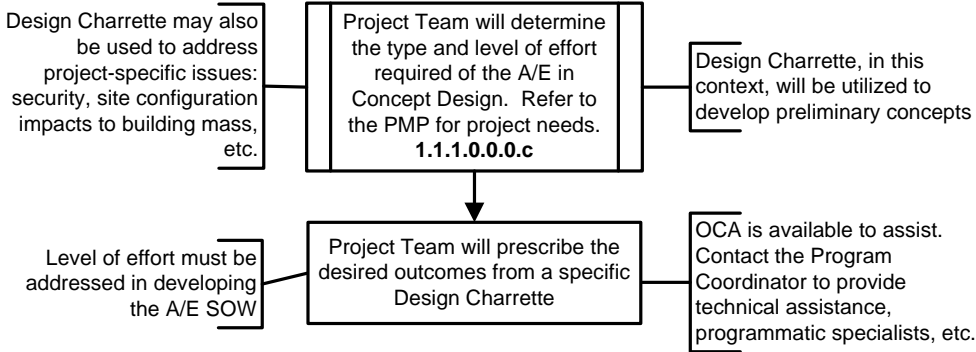 Design Charrette may also
be used to address
project-specific issues:
security, site configuration
impacts to building mass,
etc.
Project Team will determine
the type and level of effort
required of the A/E in
Concept Design. Refer to
the PMP for project needs.
1.1.1.0.0.0.c
Design Charrette, in this
context, will be utilized to
develop preliminary concepts
Level of effort must be
addressed in developing
the A/E SOW
Project Team will prescribe the
desired outcomes from a specific
Design Charrette
OCA is available to assist.
Contact the Program
Coordinator to provide
technical assistance,
programmatic specialists, etc.